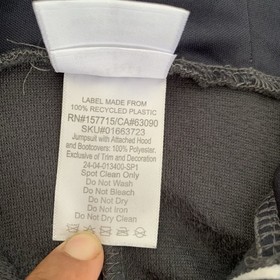 LABEL MADE FROM
100% RECYCLED PLASTIC
RN#157715/CA#63090
SKU#01663723
Jumpsuit with Attached Hood
and Bootcovers: 100% Polyester.
Exclusive of Trim and Decoration
24-04-013400-SP1
Spot Clean Only
Do Not Wash
Do Not Bleach
Do Not Dry
Do Not Iron
Do Not Dry Clean